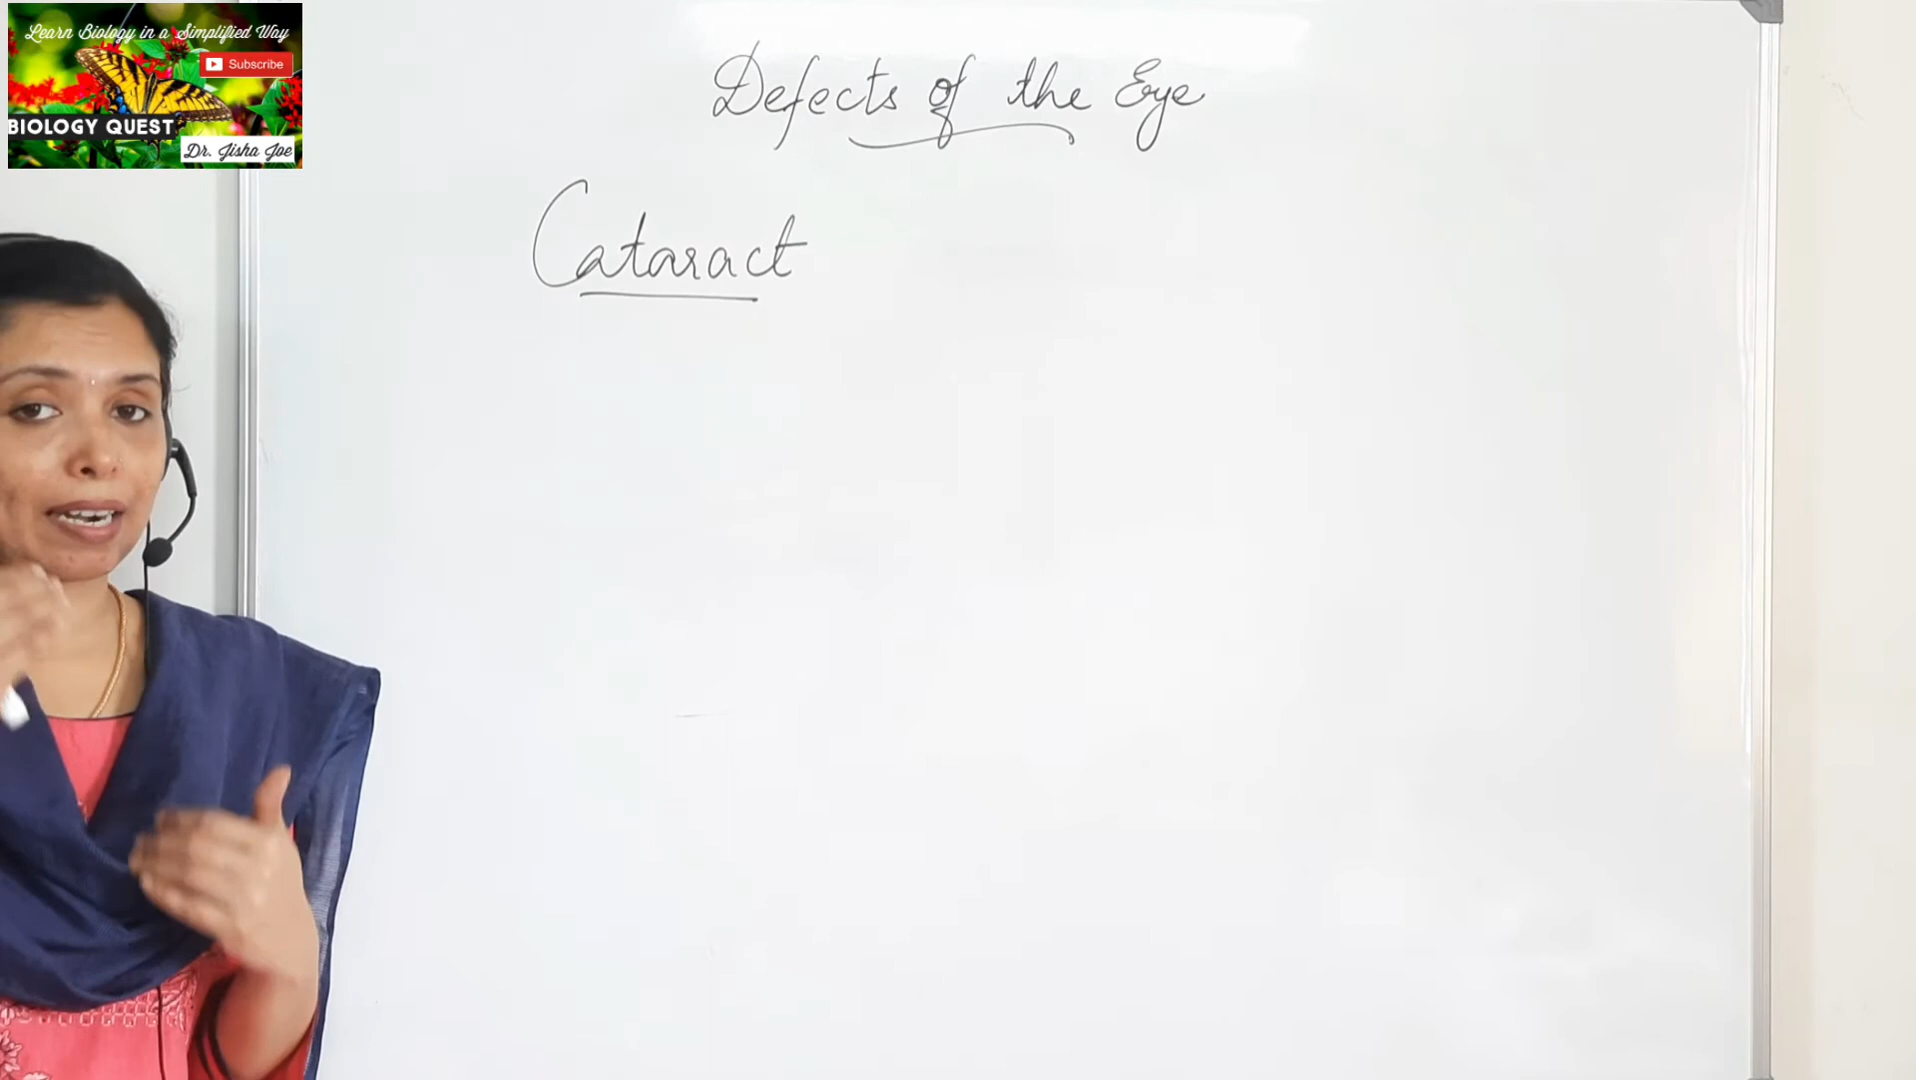 Learn Biology in a Simplified Way
Subscribe
BIOLOGY QUEST
Dr. Jisha Joe
Defects of the Eye
Cataract